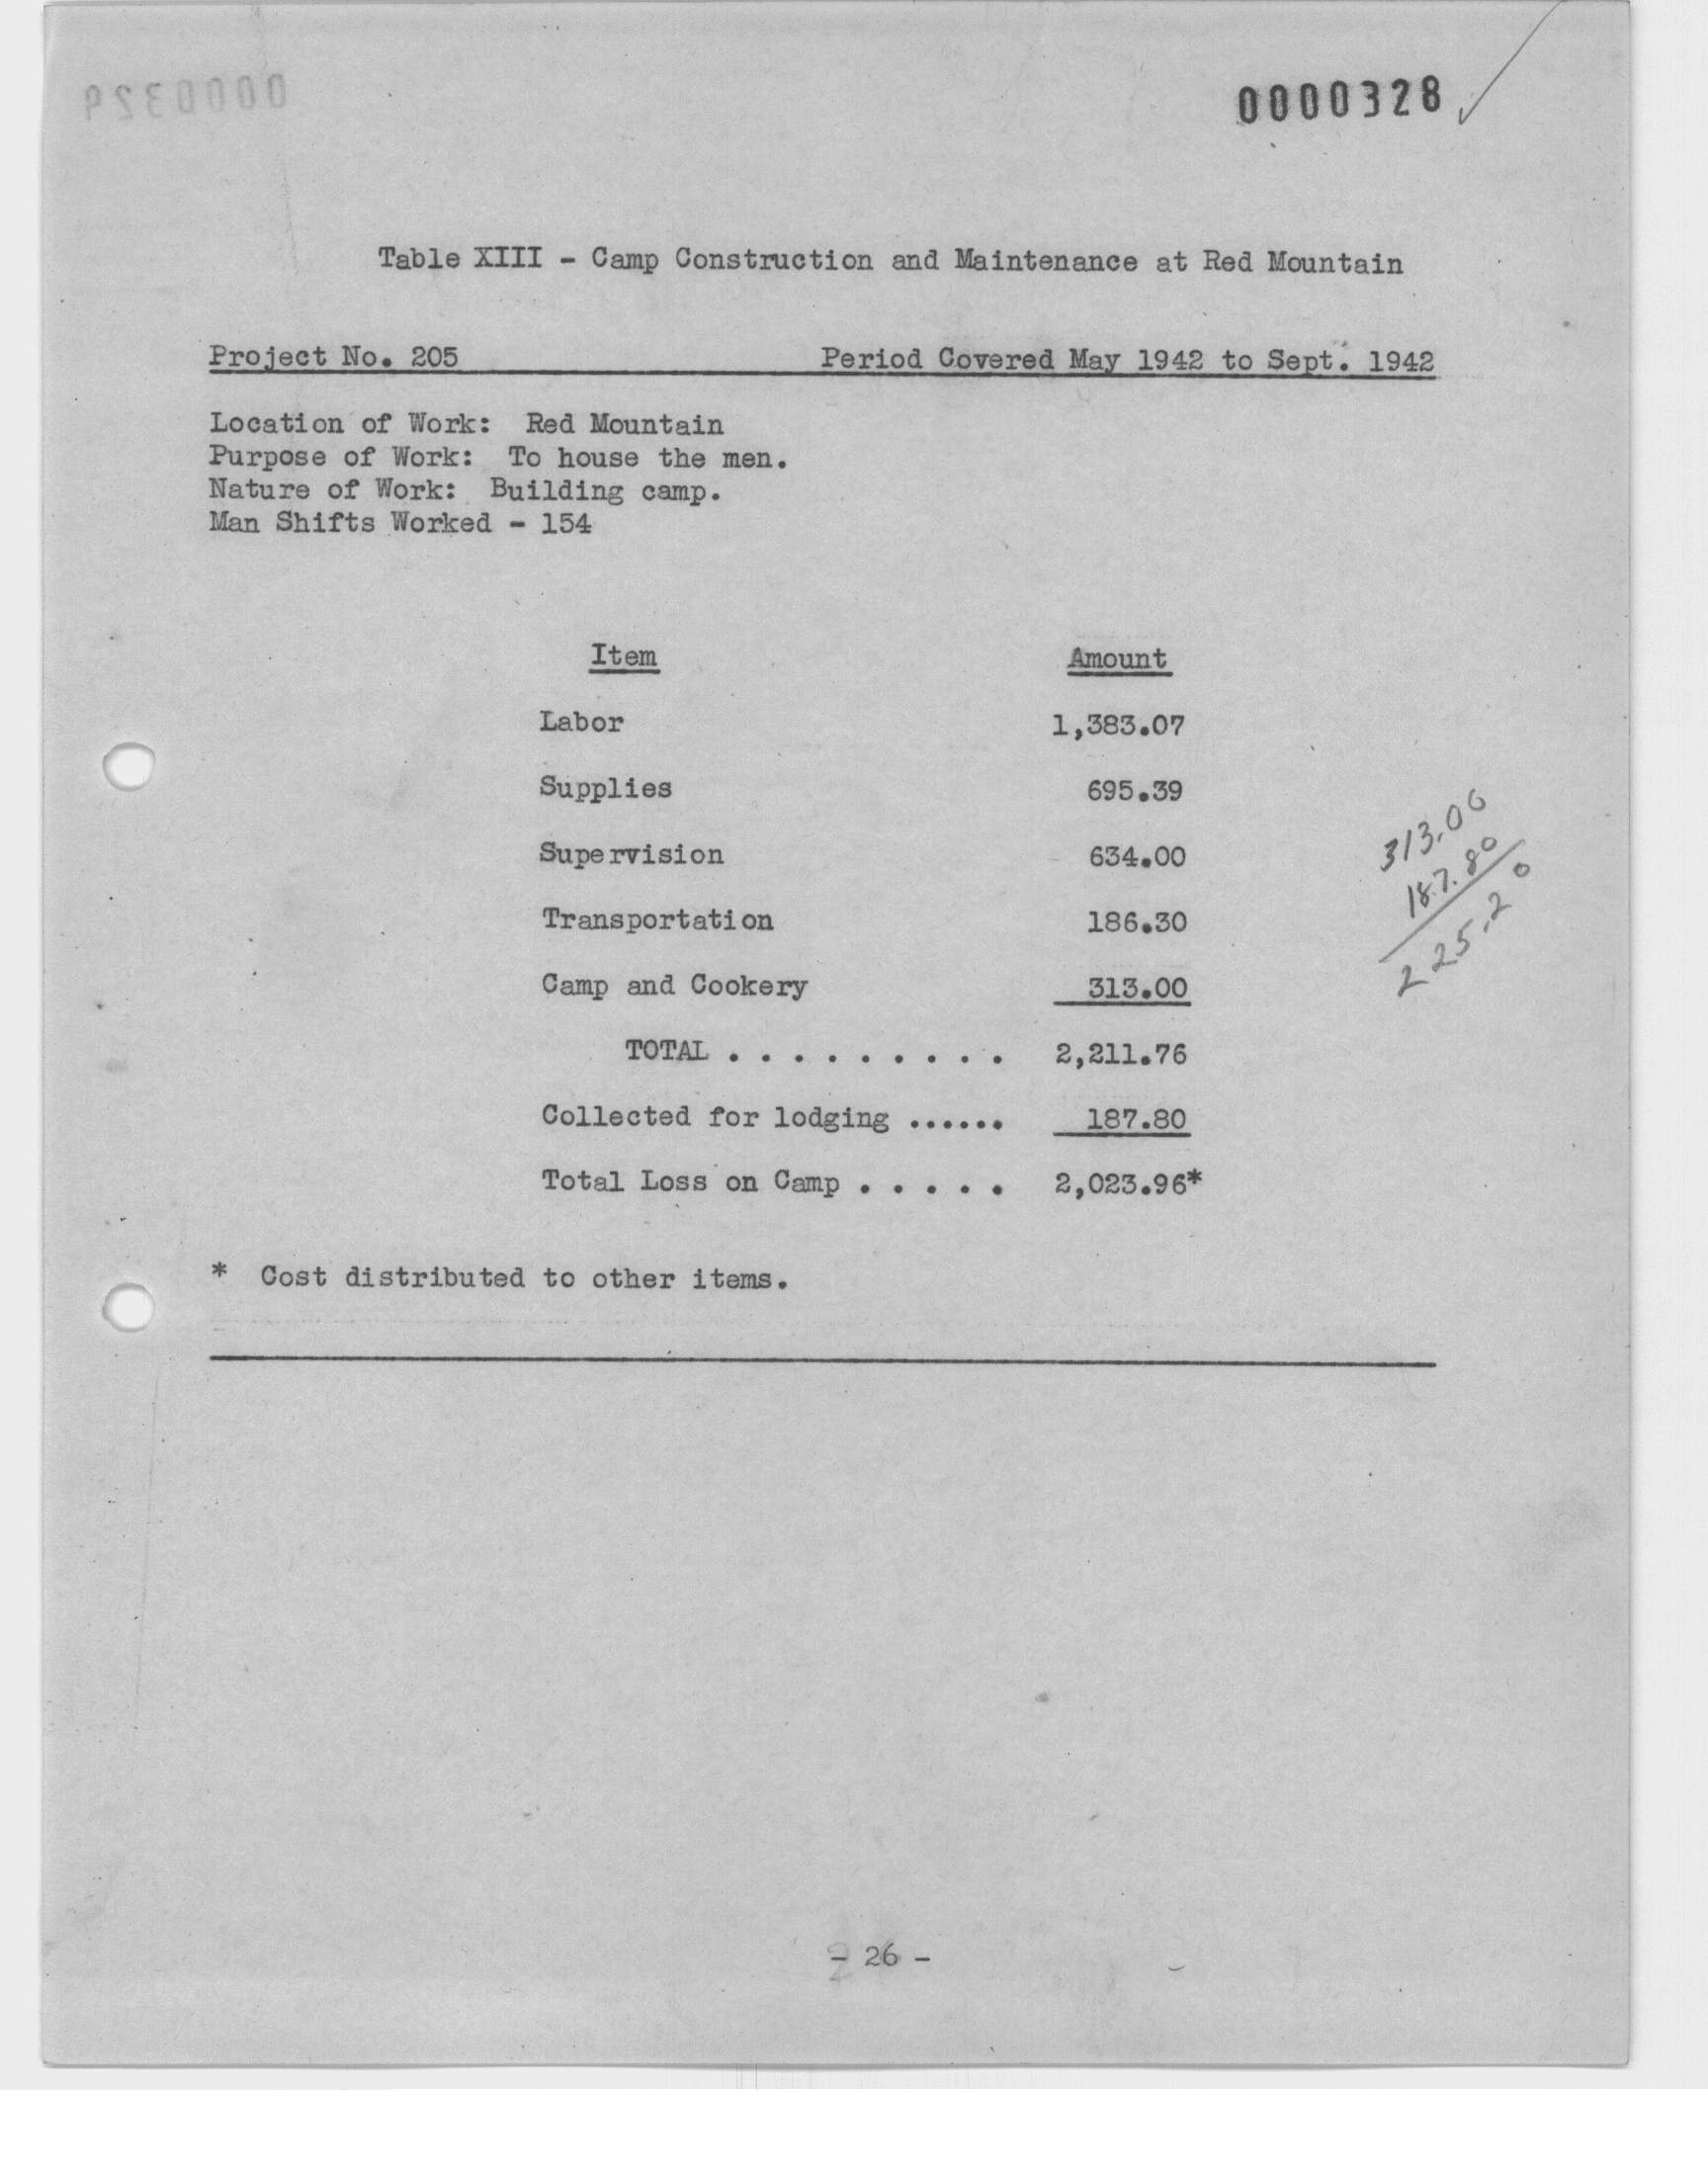 0000329
0000328
Table XIII - Camp Construction and Maintenance at Red Mountain
Project No. 205 Period Covered May 1942 to Sept. 1942
Location of Work: Red Mountain
Purpose of Work: To house the men.
Nature of Work: Building camp.
Man Shifts Worked - 154
Item Amount
Labor 1,383.07
Supplies 695.39
Supervision 634.00
Transportation 186.30
Camp and Cookery 313.00
TOTAL . . . . . . . . . 2,211.76
Collected for lodging ...... 187.80
Total Loss on Camp . . . . . 2,023.96*
313.00
187.80
225.20
* Cost distributed to other items.
- 26 -